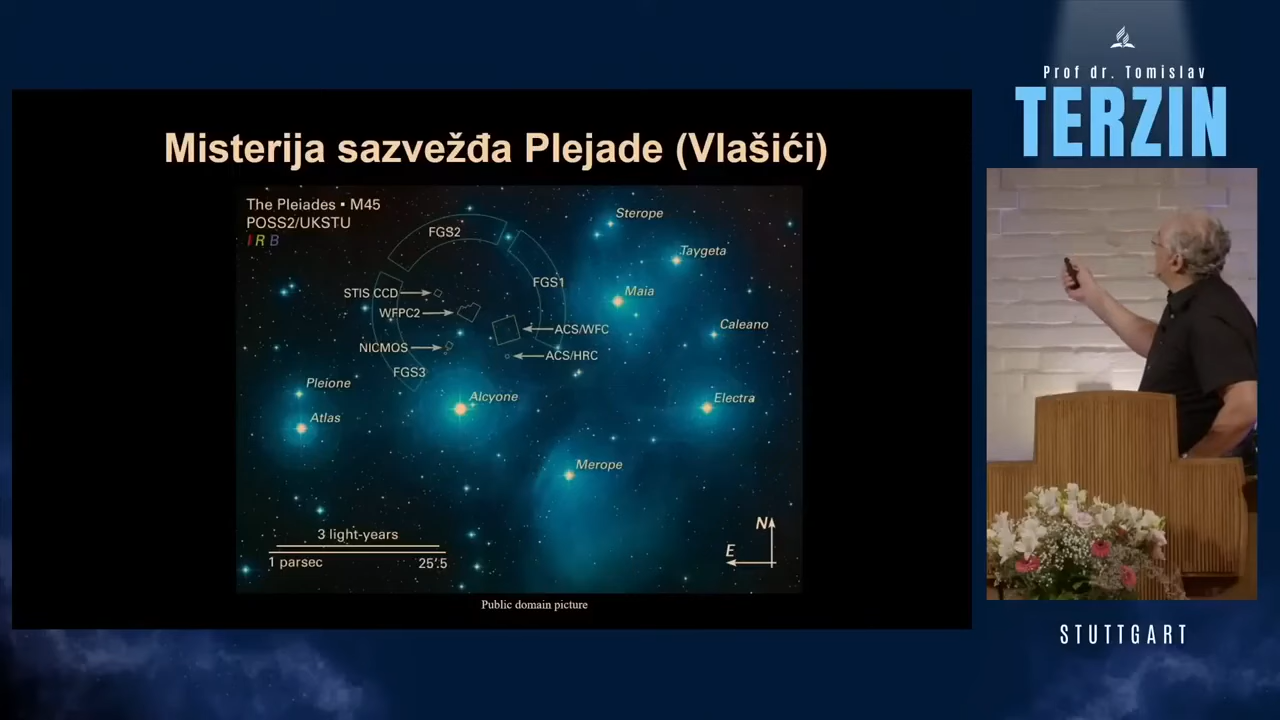 Prof dr. Tomislav
TERZIN
Misterija sazvežđa Plejade (Vlašići)
The Pleiades ▪ M45
POSS2/UKSTU
I R B
FGS2
Sterope
Taygeta
FGS1
STIS CCD
Maia
WFPC2
ACS/WFC
Caleano
NICMOS
ACS/HRC
FGS3
Pleione
Alcyone
Electra
Atlas
Merope
3 light-years
1 parsec
25'.5
N
E
Public domain picture
STUTTGART